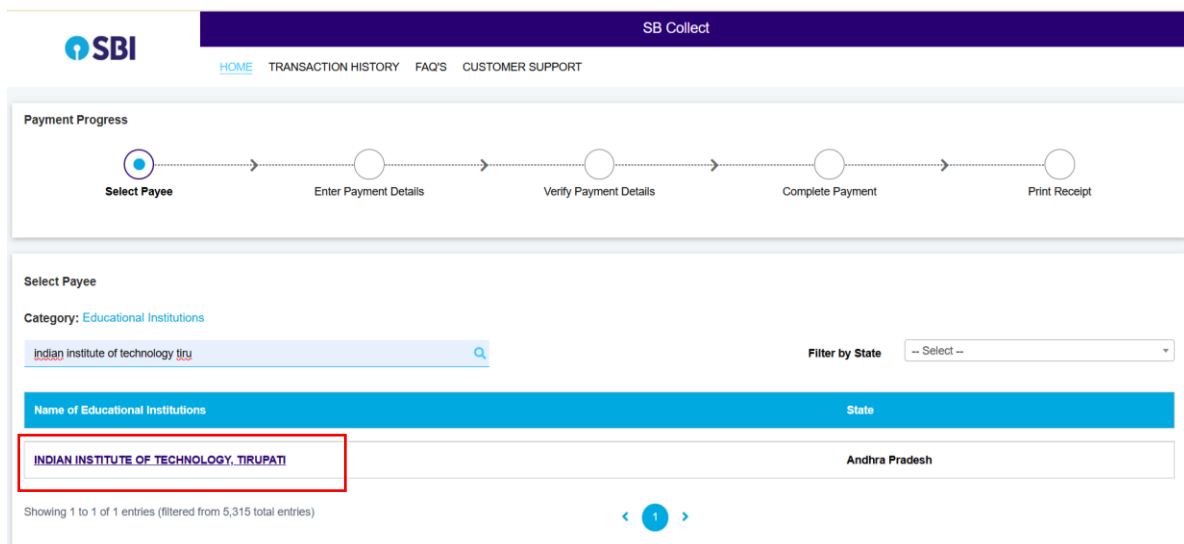 SBI
SB Collect
HOME TRANSACTION HISTORY FAQ'S CUSTOMER SUPPORT
Payment Progress
Select Payee Enter Payment Details Verify Payment Details Complete Payment Print Receipt
Select Payee
Category: Educational Institutions
indian institute of technology tiru Filter by State -- Select --
Name of Educational Institutions State
INDIAN INSTITUTE OF TECHNOLOGY, TIRUPATI Andhra Pradesh
Showing 1 to 1 of 1 entries (filtered from 5,315 total entries) 1